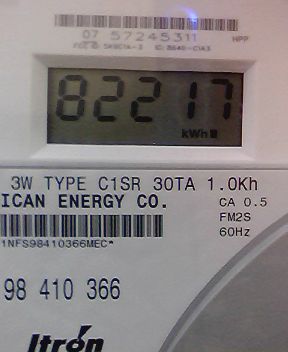 07 57245311 HPP
82217
kWh
3W TYPE C1SR 30TA 1.0Kh
ICAN ENERGY CO. CA 0.5
FM2S
60Hz
1NFS98410366MEC*
98 410 366
Itron